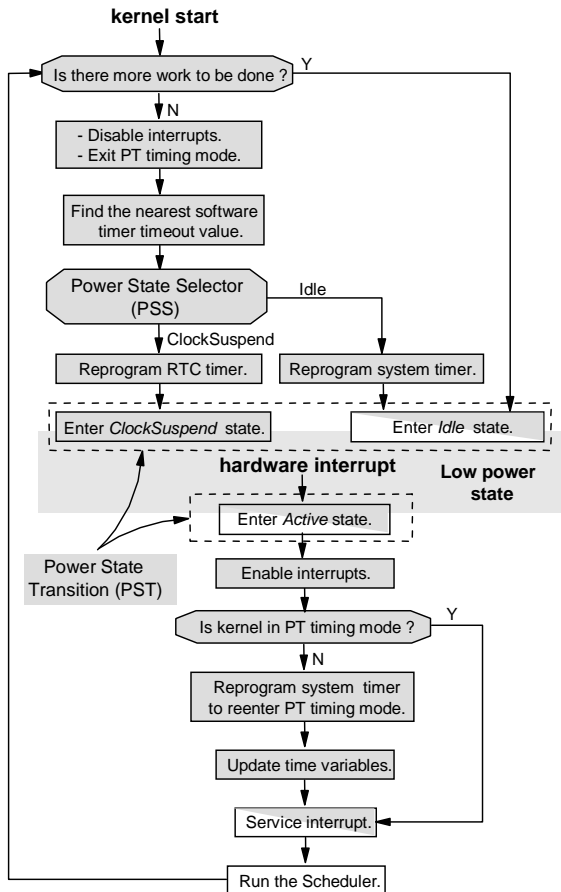 kernel start
Is there more work to be done ?
Y
N
- Disable interrupts.
- Exit PT timing mode.
Find the nearest software
timer timeout value.
Power State Selector
(PSS)
Idle
ClockSuspend
Reprogram RTC timer.
Reprogram system timer.
Enter ClockSuspend state.
Enter Idle state.
hardware interrupt
Low power
state
Enter Active state.
Power State
Transition (PST)
Enable interrupts.
Is kernel in PT timing mode ?
Y
N
Reprogram system timer
to reenter PT timing mode.
Update time variables.
Service interrupt.
Run the Scheduler.